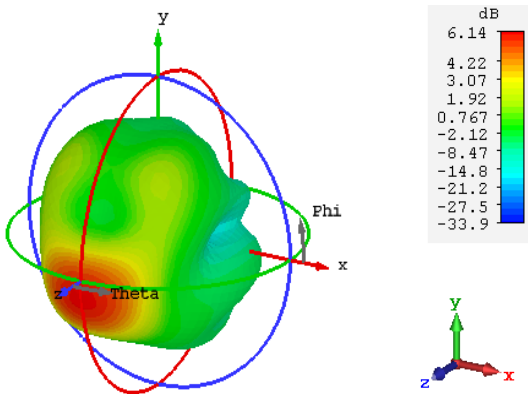 y
dB
6.14
4.22
3.07
1.92
0.767
-2.12
-8.47
-14.8
-21.2
-27.5
-33.9
Phi
x
z
Theta
y
z
x